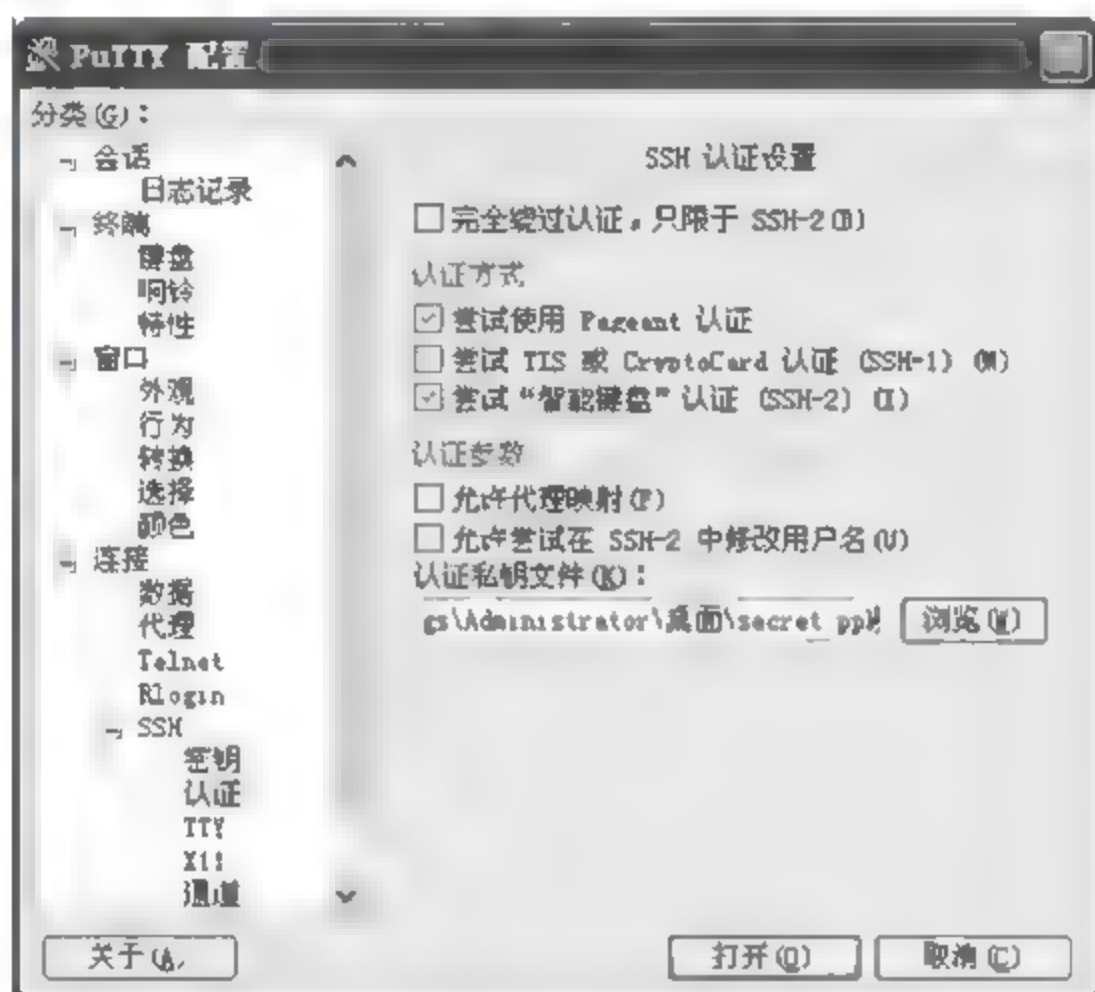 PuTTY 配置
分类(G):
会话
日志记录
终端
键盘
响铃
特性
窗口
外观
行为
转换
选择
颜色
连接
数据
代理
Telnet
Rlogin
SSH
密钥
认证
TTY
X11
通道
SSH 认证设置
完全绕过认证,只限于 SSH-2(B)
认证方式
尝试使用 Pageant 认证
尝试 TIS 或 CryptoCard 认证 (SSH-1) (M)
尝试“智能键盘”认证 (SSH-2) (I)
认证参数
允许代理映射(F)
允许尝试在 SSH-2 中修改用户名(U)
认证私钥文件(K):
gs\Administrator\桌面\secret ppk
浏览(W)
关于(A)
打开(O)
取消(C)